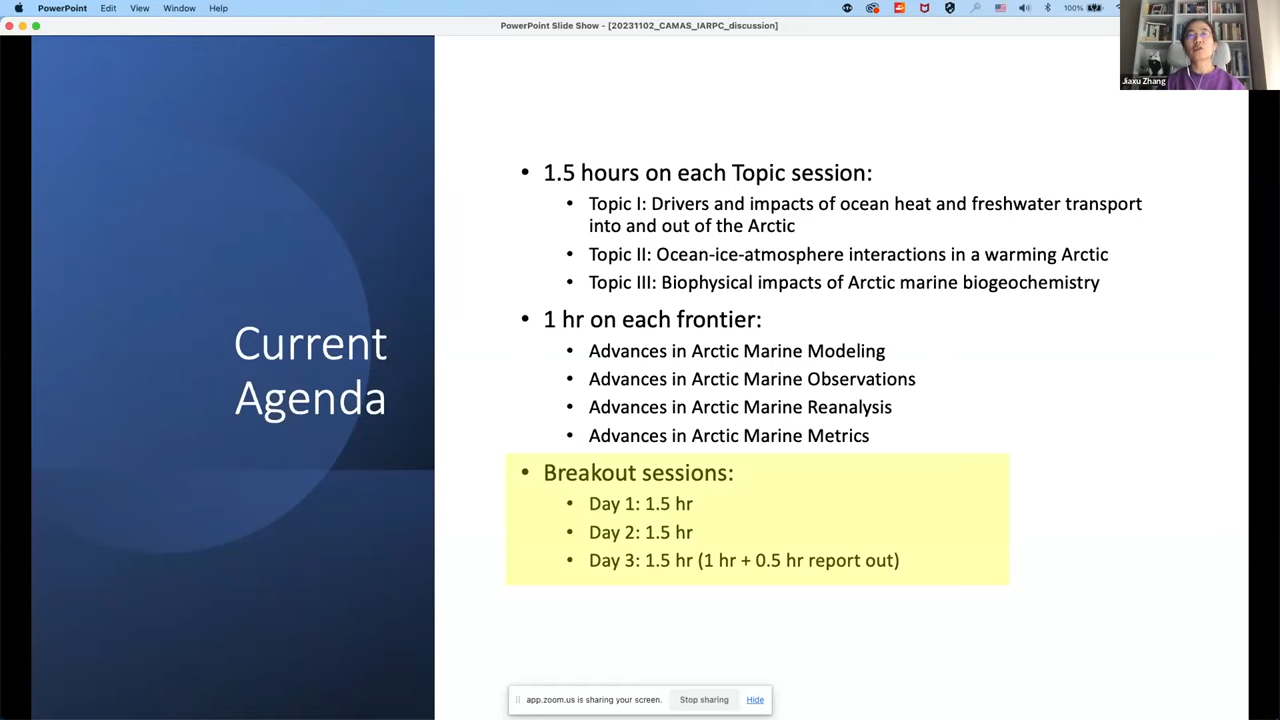 PowerPoint Edit View Window Help 100%
PowerPoint Slide Show - [20231102_CAMAS_IARPC_discussion]
Jiaxu Zhang
Current
Agenda
• 1.5 hours on each Topic session:
• Topic I: Drivers and impacts of ocean heat and freshwater transport
into and out of the Arctic
• Topic II: Ocean-ice-atmosphere interactions in a warming Arctic
• Topic III: Biophysical impacts of Arctic marine biogeochemistry
• 1 hr on each frontier:
• Advances in Arctic Marine Modeling
• Advances in Arctic Marine Observations
• Advances in Arctic Marine Reanalysis
• Advances in Arctic Marine Metrics
• Breakout sessions:
• Day 1: 1.5 hr
• Day 2: 1.5 hr
• Day 3: 1.5 hr (1 hr + 0.5 hr report out)
app.zoom.us is sharing your screen. Stop sharing Hide